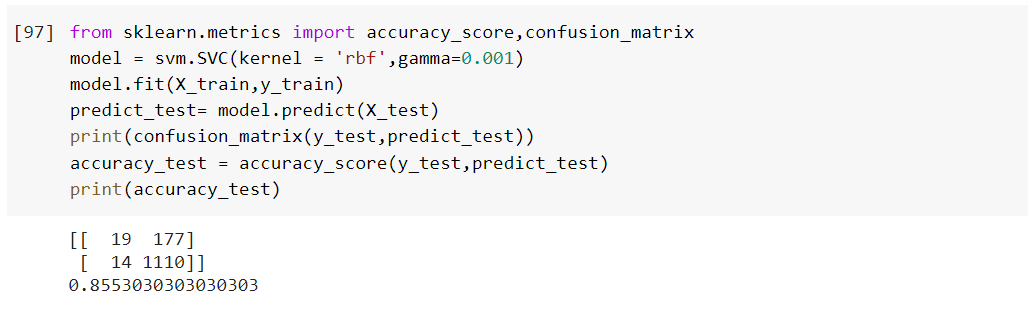 [97] from sklearn.metrics import accuracy_score,confusion_matrix
model = svm.SVC(kernel = 'rbf',gamma=0.001)
model.fit(X_train,y_train)
predict_test= model.predict(X_test)
print(confusion_matrix(y_test,predict_test))
accuracy_test = accuracy_score(y_test,predict_test)
print(accuracy_test)
[[  19  177]
 [  14 1110]]
0.8553030303030303